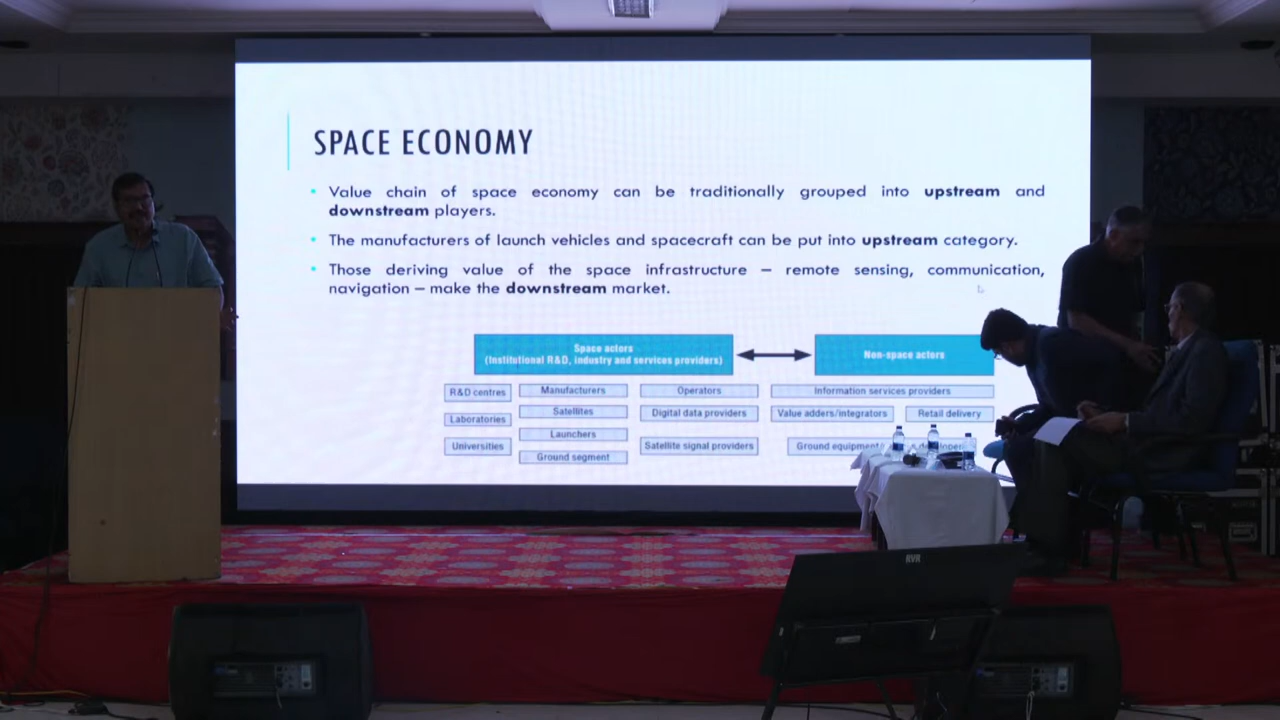 SPACE ECONOMY
Value chain of space economy can be traditionally grouped into upstream and
downstream players.
The manufacturers of launch vehicles and spacecraft can be put into upstream category.
Those deriving value of the space infrastructure – remote sensing, communication,
navigation – make the downstream market.
Space actors
(Institutional R&D, industry and services providers)
Non-space actors
R&D centres
Manufacturers
Operators
Information services providers
Laboratories
Satellites
Digital data providers
Value adders/integrators
Retail delivery
Universities
Launchers
Satellite signal providers
Ground equipment
Ground segment
RVR